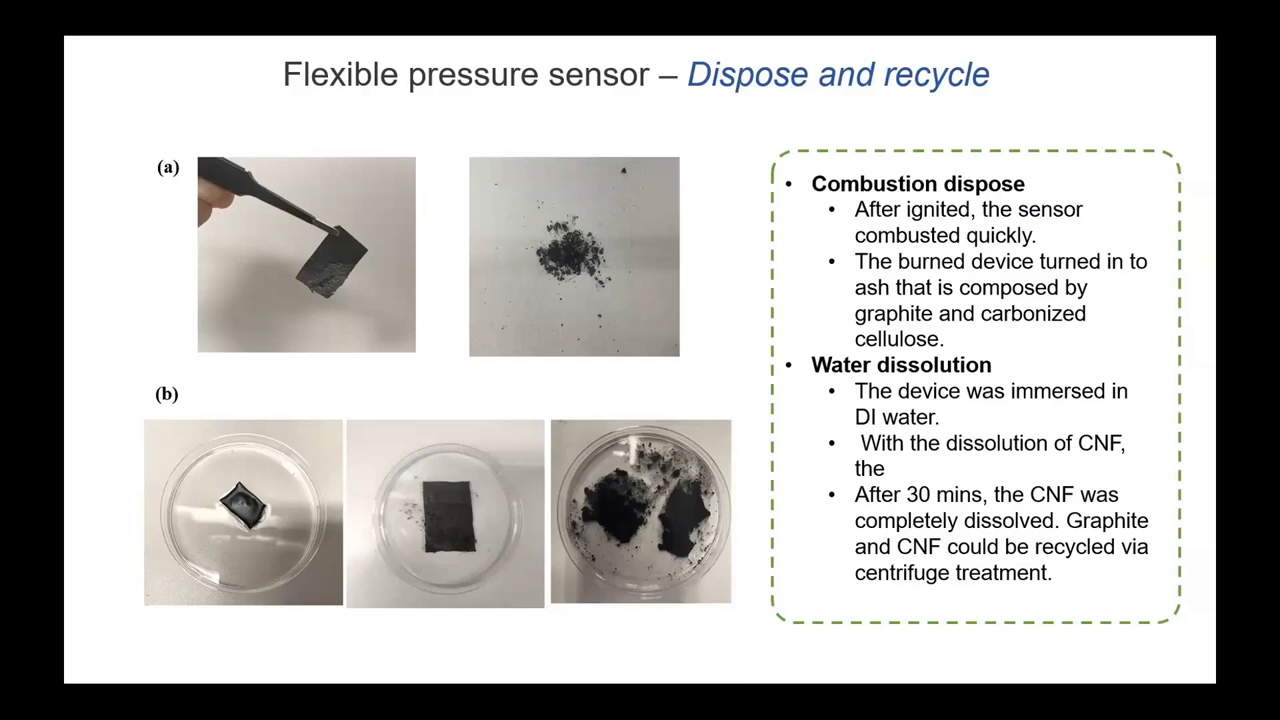 Flexible pressure sensor – Dispose and recycle
(a)
(b)
• Combustion dispose
• After ignited, the sensor
combusted quickly.
• The burned device turned in to
ash that is composed by
graphite and carbonized
cellulose.
• Water dissolution
• The device was immersed in
DI water.
• With the dissolution of CNF,
the
• After 30 mins, the CNF was
completely dissolved. Graphite
and CNF could be recycled via
centrifuge treatment.